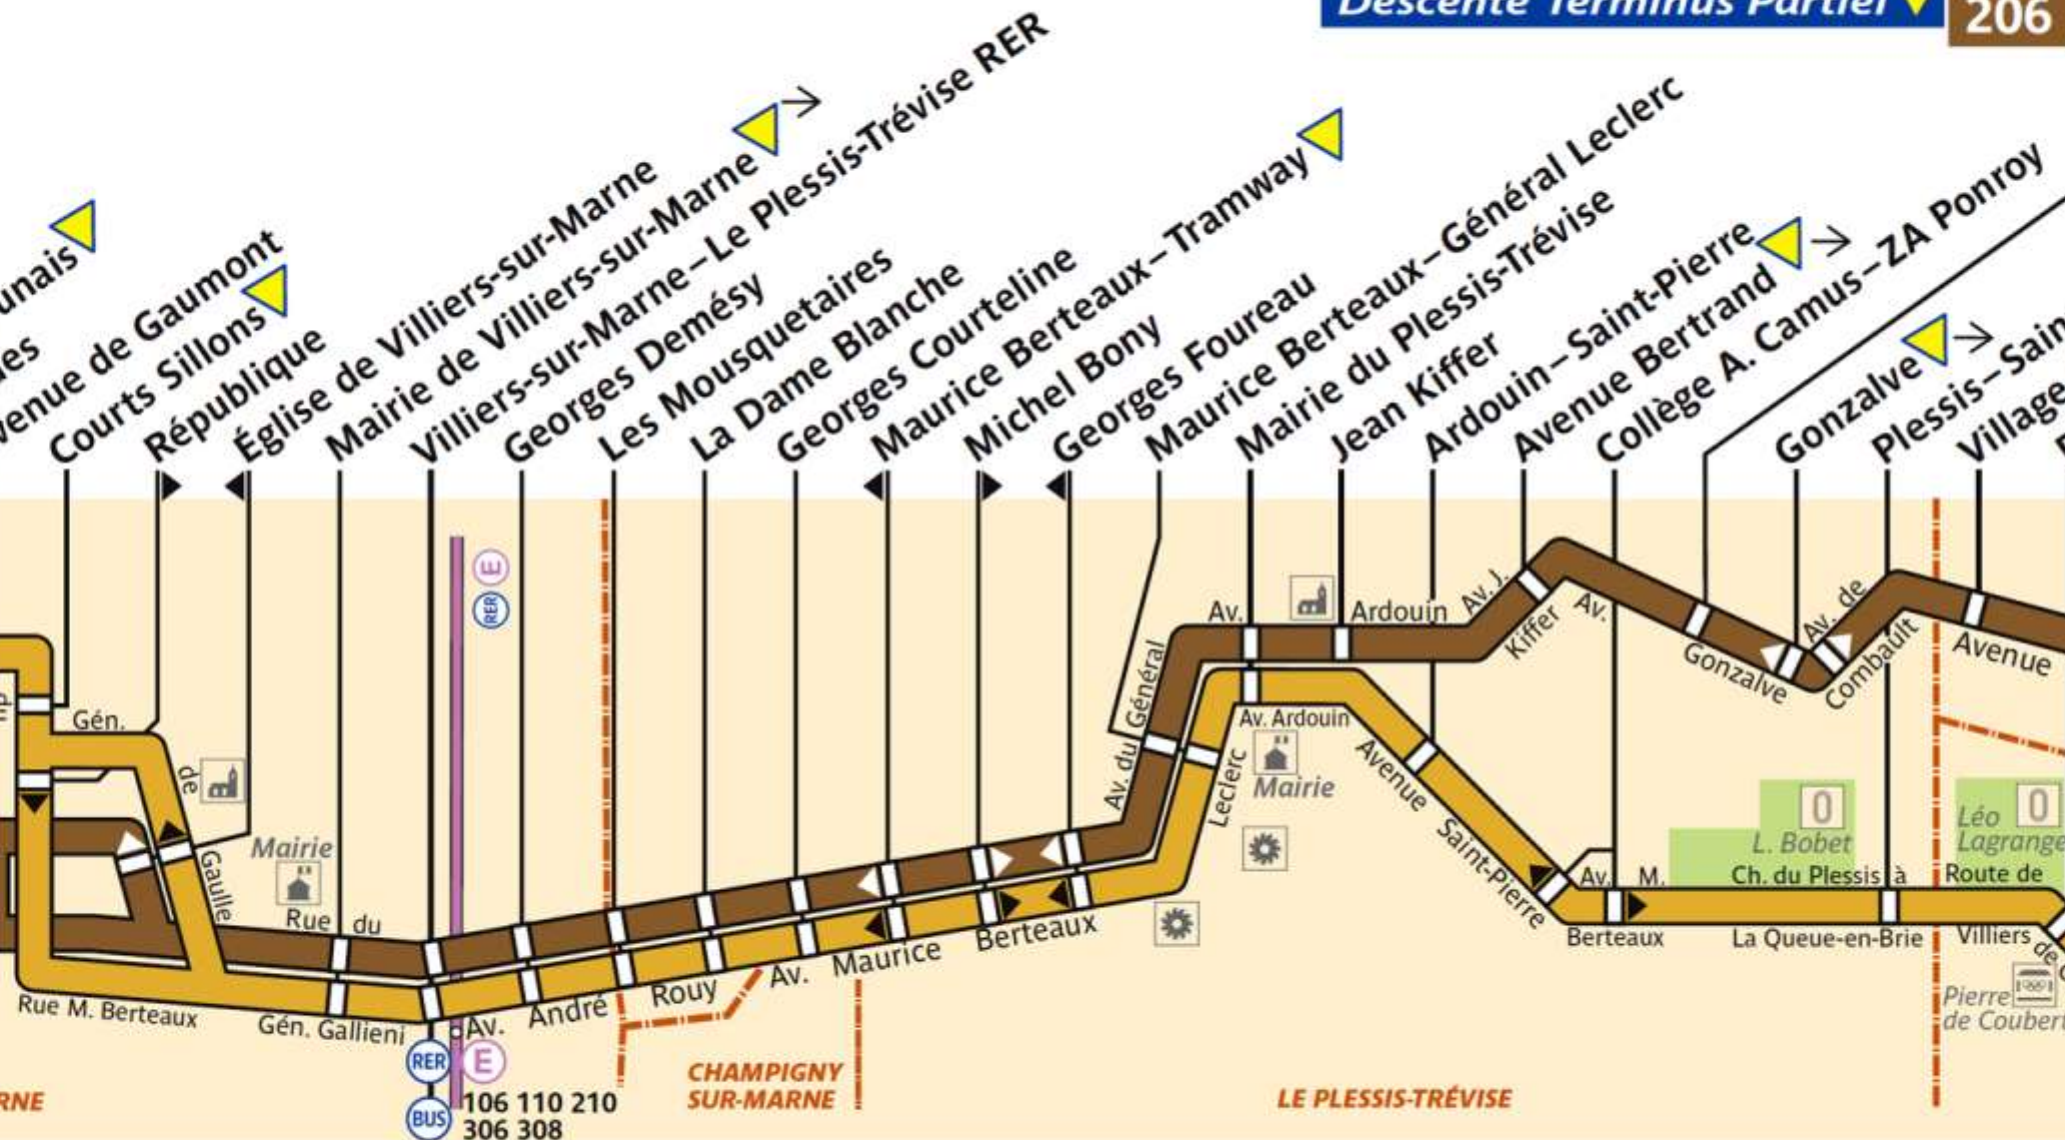 Descente Terminus Partiel
206
unais
enue de Gaumont
Courts Sillons
République
Église de Villiers-sur-Marne
Mairie de Villiers-sur-Marne
Villiers-sur-Marne–Le Plessis-Trévise RER
Georges Demésy
Les Mousquetaires
La Dame Blanche
Georges Courteline
Maurice Berteaux–Tramway
Michel Bony
Georges Foureau
Maurice Berteaux–Général Leclerc
Mairie du Plessis-Trévise
Jean Kiffer
Ardouin–Saint-Pierre
Avenue Bertrand
Collège A. Camus–ZA Ponroy
Gonzalve
Plessis–Sain
Village
E
RER
Gén.
de
Gaulle
Mairie
Rue du
Gén. Gallieni
Rue M. Berteaux
RER
E
BUS
106 110 210
306 308
Av. André Rouy
Av. Maurice Berteaux
Av. du Général
Leclerc
Av. Ardouin
Av. Ardouin
Mairie
Av. J.
Kiffer
Av.
Gonzalve
Av. de
Combault
Avenue
Avenue
Saint-Pierre
Av. M.
Berteaux
L. Bobet
Ch. du Plessis à
La Queue-en-Brie
Léo
Lagrange
Route de
Villiers
Pierre
de Coubert
RNE
CHAMPIGNY
SUR-MARNE
LE PLESSIS-TRÉVISE